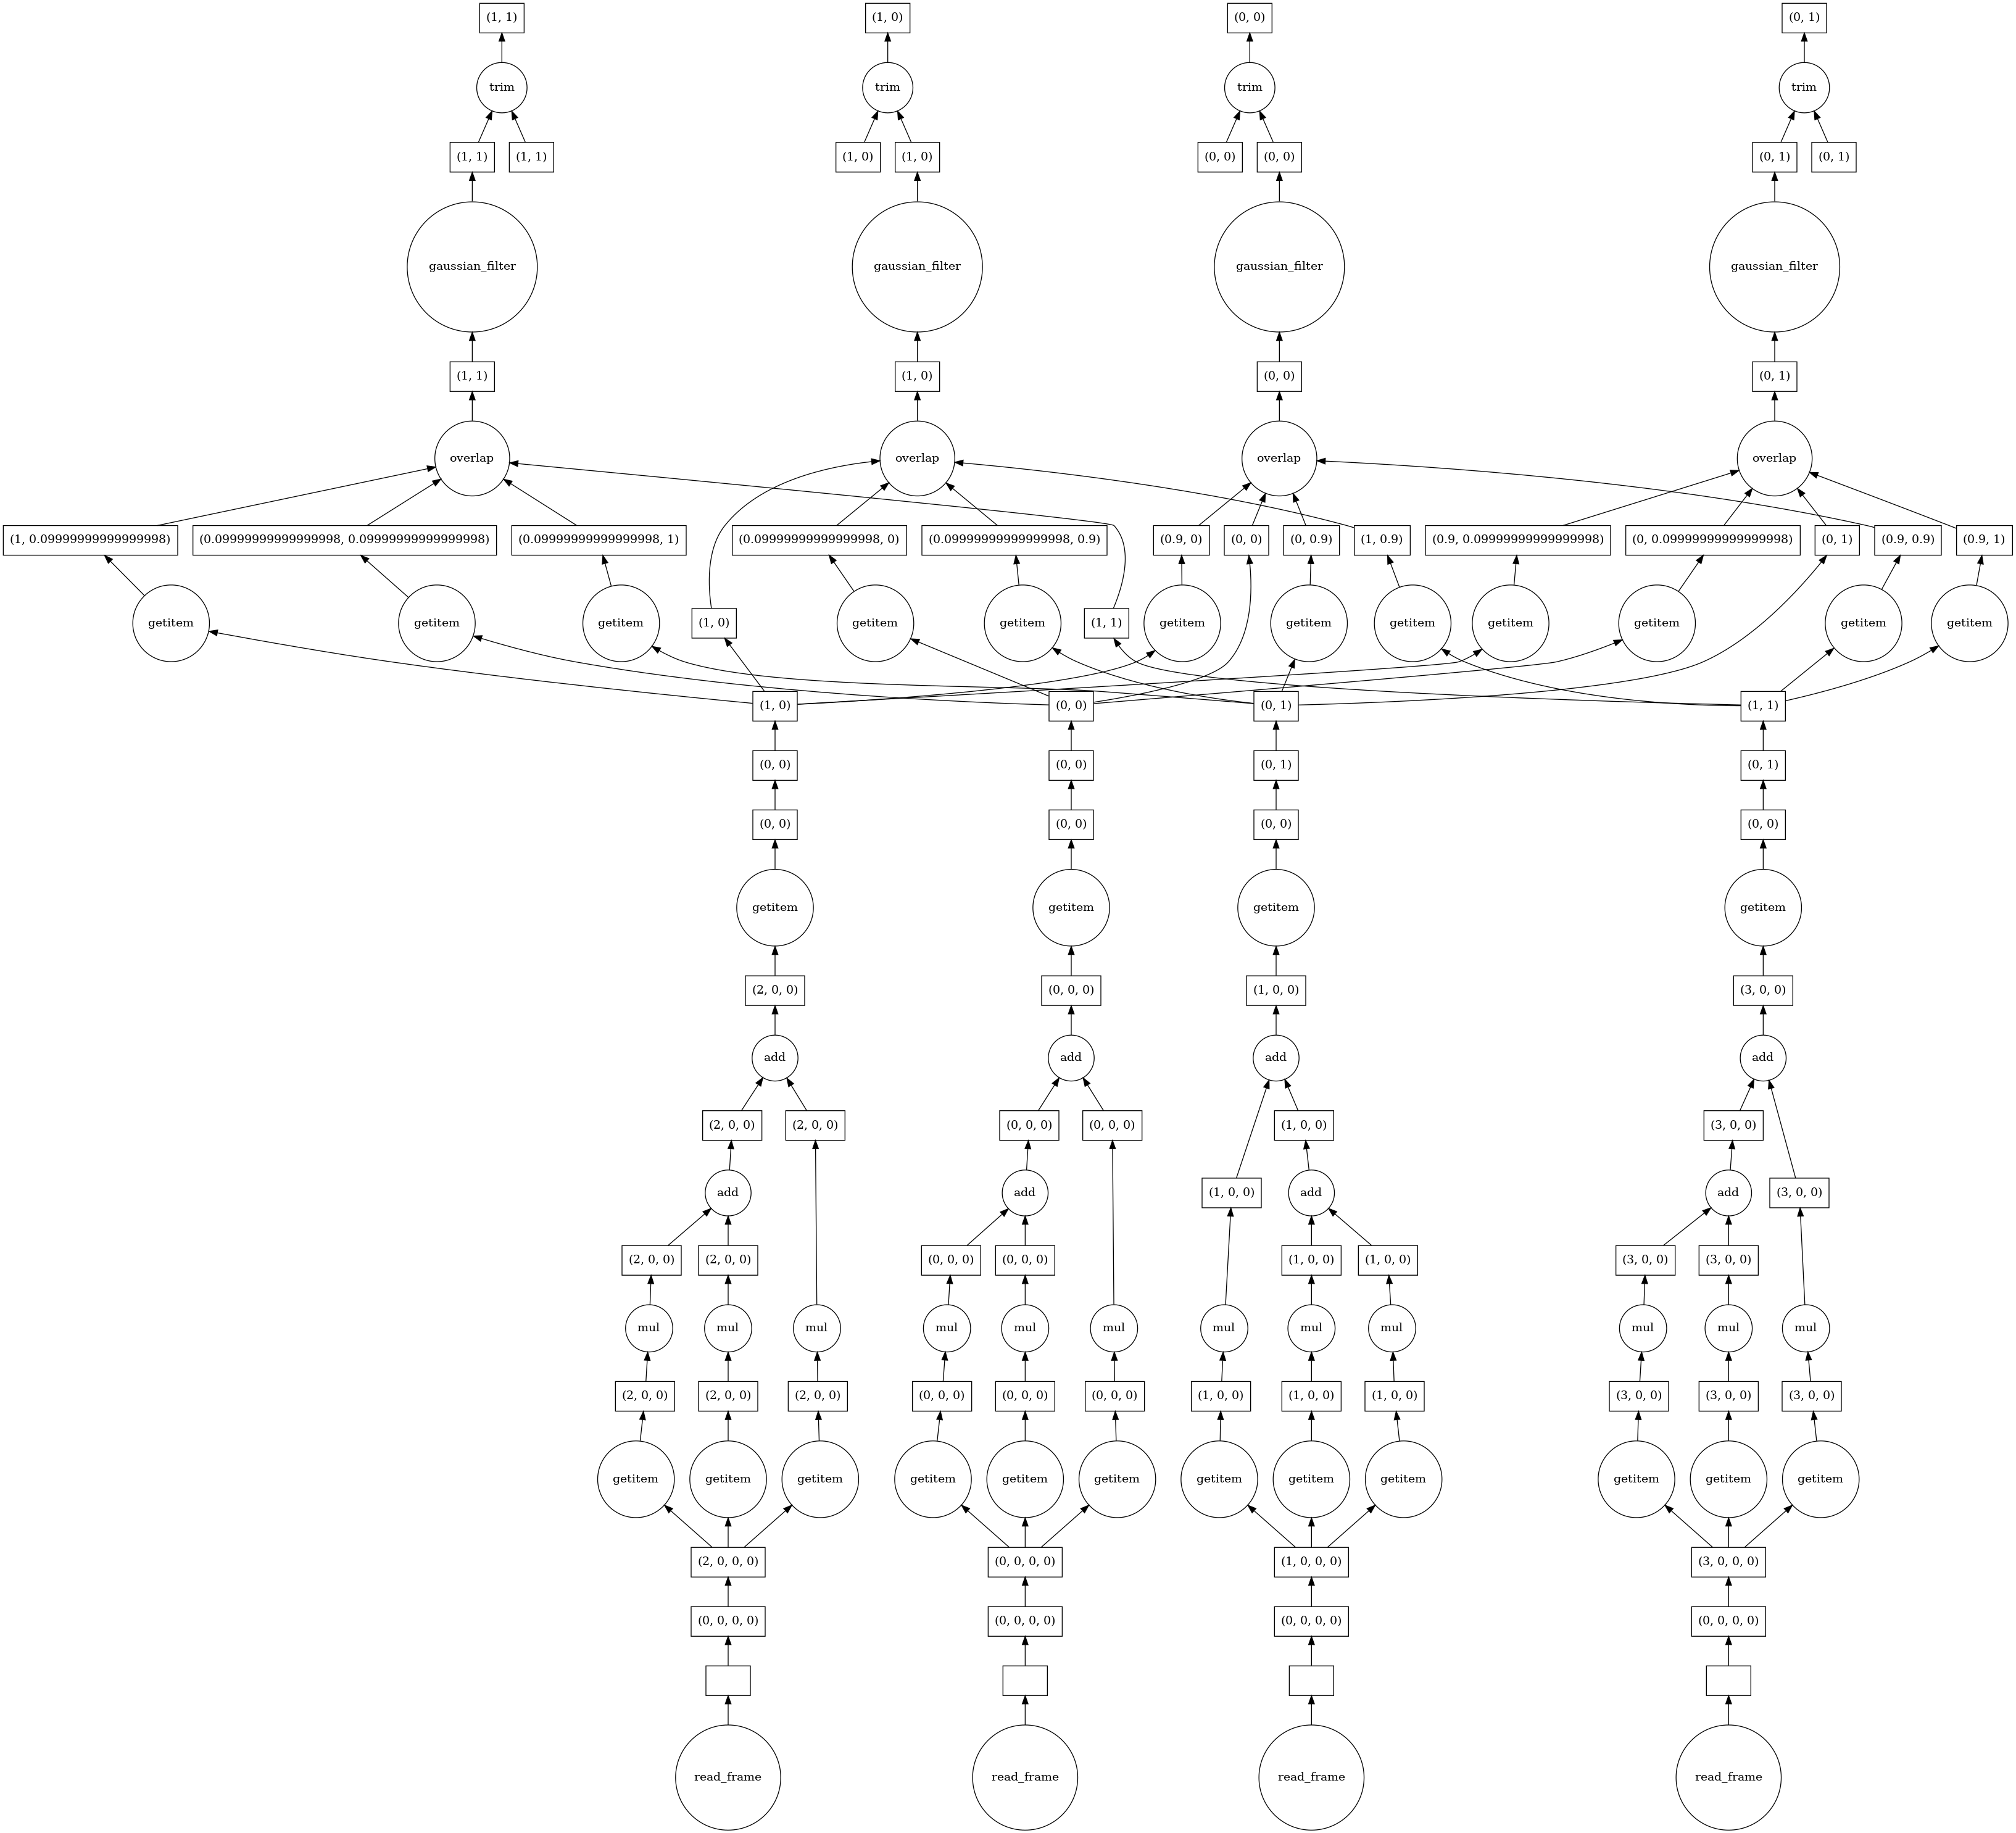 (1, 1)
(1, 0)
(0, 0)
(0, 1)
trim
trim
trim
trim
(1, 1)
(1, 1)
(1, 0)
(1, 0)
(0, 0)
(0, 0)
(0, 1)
(0, 1)
gaussian_filter
gaussian_filter
gaussian_filter
gaussian_filter
(1, 1)
(1, 0)
(0, 0)
(0, 1)
overlap
overlap
overlap
overlap
(1, 0.09999999999999998)
(0.09999999999999998, 0.09999999999999998)
(0.09999999999999998, 1)
(0.09999999999999998, 0)
(0.09999999999999998, 0.9)
(0.9, 0)
(0, 0)
(0, 0.9)
(1, 0.9)
(0.9, 0.09999999999999998)
(0, 0.09999999999999998)
(0, 1)
(0.9, 0.9)
(0.9, 1)
getitem
getitem
getitem
(1, 0)
getitem
getitem
(1, 1)
getitem
getitem
getitem
getitem
getitem
getitem
getitem
(1, 0)
(0, 0)
(0, 1)
(1, 1)
(0, 0)
(0, 0)
(0, 1)
(0, 1)
(0, 0)
(0, 0)
(0, 0)
(0, 0)
getitem
getitem
getitem
getitem
(2, 0, 0)
(0, 0, 0)
(1, 0, 0)
(3, 0, 0)
add
add
add
add
(2, 0, 0)
(2, 0, 0)
(0, 0, 0)
(0, 0, 0)
(1, 0, 0)
(3, 0, 0)
add
add
(1, 0, 0)
add
add
(3, 0, 0)
(2, 0, 0)
(2, 0, 0)
(0, 0, 0)
(0, 0, 0)
(1, 0, 0)
(1, 0, 0)
(3, 0, 0)
(3, 0, 0)
mul
mul
mul
mul
mul
mul
mul
mul
mul
mul
mul
mul
(2, 0, 0)
(2, 0, 0)
(2, 0, 0)
(0, 0, 0)
(0, 0, 0)
(0, 0, 0)
(1, 0, 0)
(1, 0, 0)
(1, 0, 0)
(3, 0, 0)
(3, 0, 0)
(3, 0, 0)
getitem
getitem
getitem
getitem
getitem
getitem
getitem
getitem
getitem
getitem
getitem
getitem
(2, 0, 0, 0)
(0, 0, 0, 0)
(1, 0, 0, 0)
(3, 0, 0, 0)
(0, 0, 0, 0)
(0, 0, 0, 0)
(0, 0, 0, 0)
(0, 0, 0, 0)
read_frame
read_frame
read_frame
read_frame